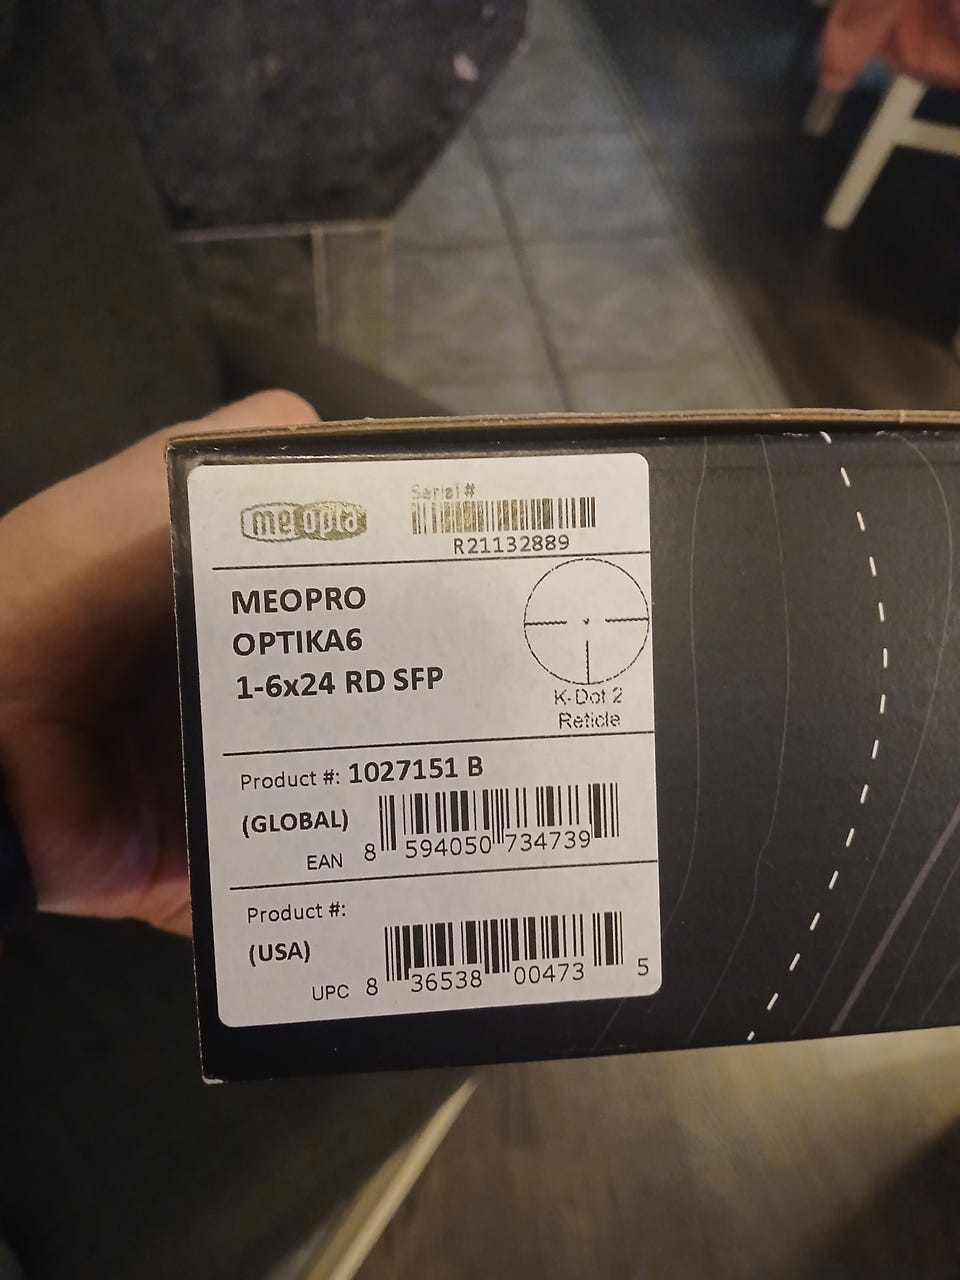 meopta
Serial #
R21132889
MEOPRO
OPTIKA6
1-6x24 RD SFP
K-Dot 2
Reticle
Product #: 1027151 B
(GLOBAL)
EAN 8 594050 734739
Product #:
(USA)
UPC 8 36538 00473 5